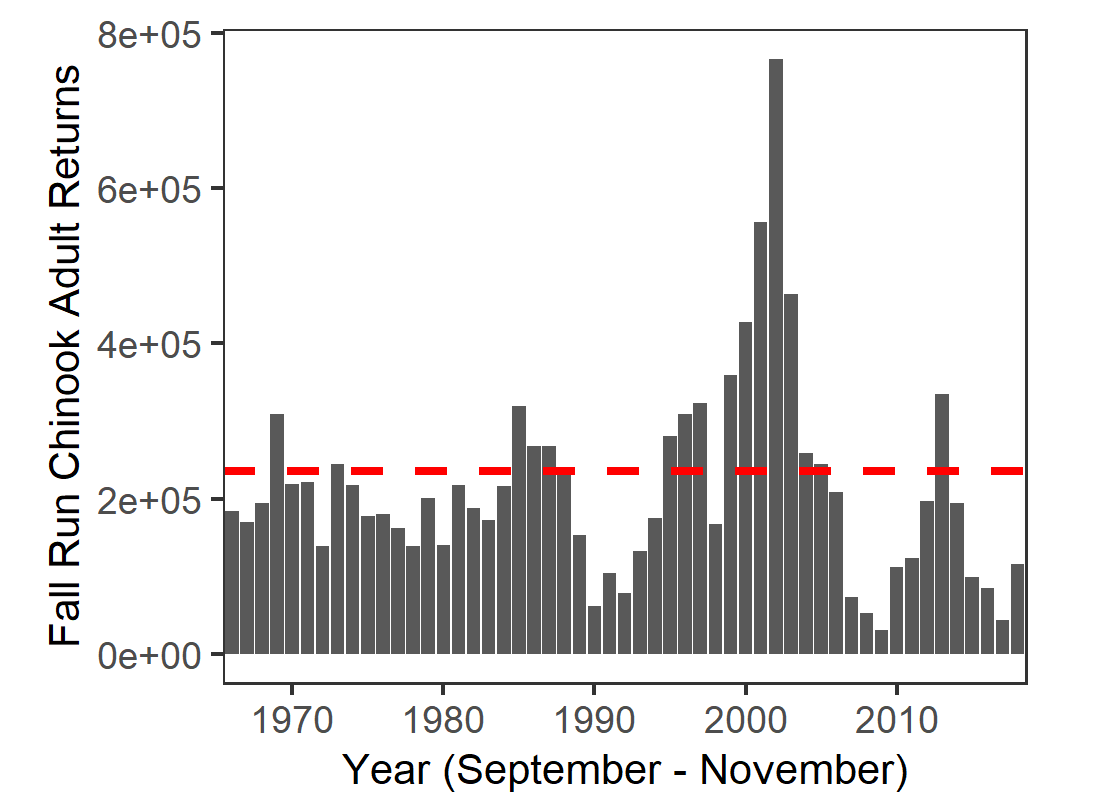 Fall Run Chinook Adult Returns
8e+05
6e+05
4e+05
2e+05
0e+00
1970 1980 1990 2000 2010
Year (September - November)